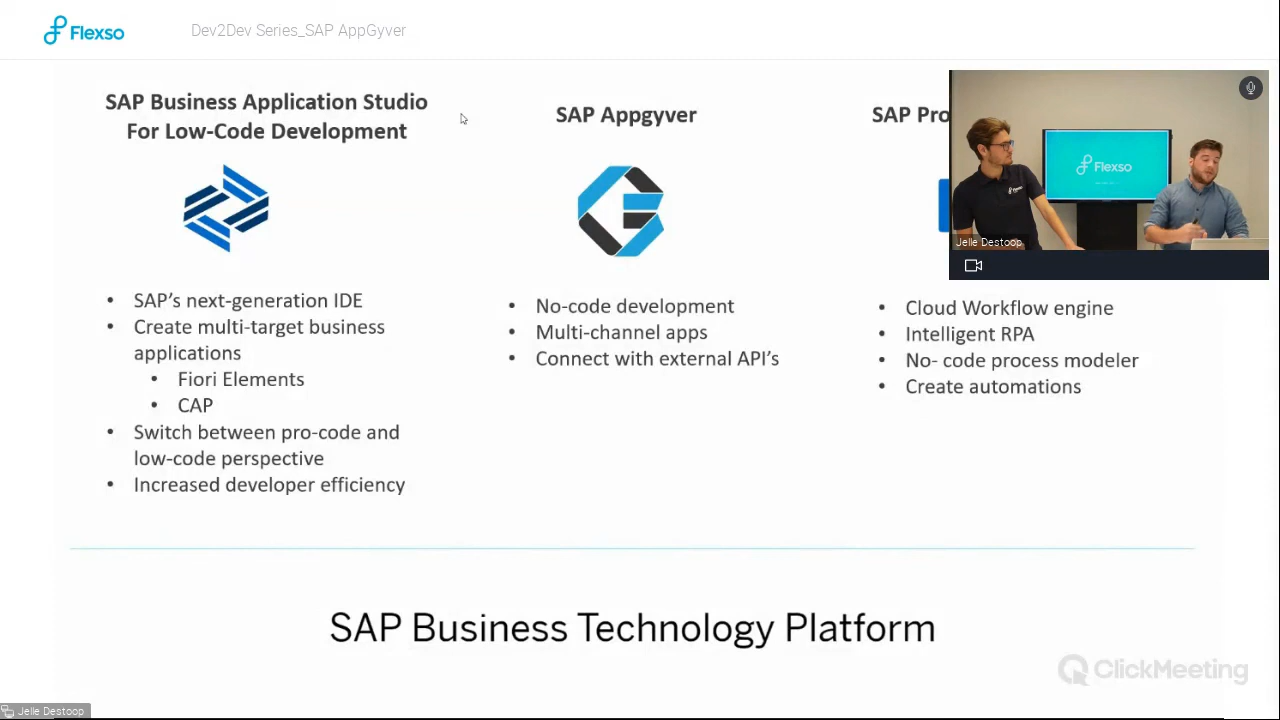 Flexso
Dev2Dev Series_SAP AppGyver
SAP Business Application Studio
For Low-Code Development
SAP Appgyver
SAP Pro
Flexso
Flexso
Jelle Destoop
• SAP's next-generation IDE
• Create multi-target business
applications
• Fiori Elements
• CAP
• Switch between pro-code and
low-code perspective
• Increased developer efficiency
• No-code development
• Multi-channel apps
• Connect with external API's
• Cloud Workflow engine
• Intelligent RPA
• No- code process modeler
• Create automations
SAP Business Technology Platform
ClickMeeting
Jelle Destoop